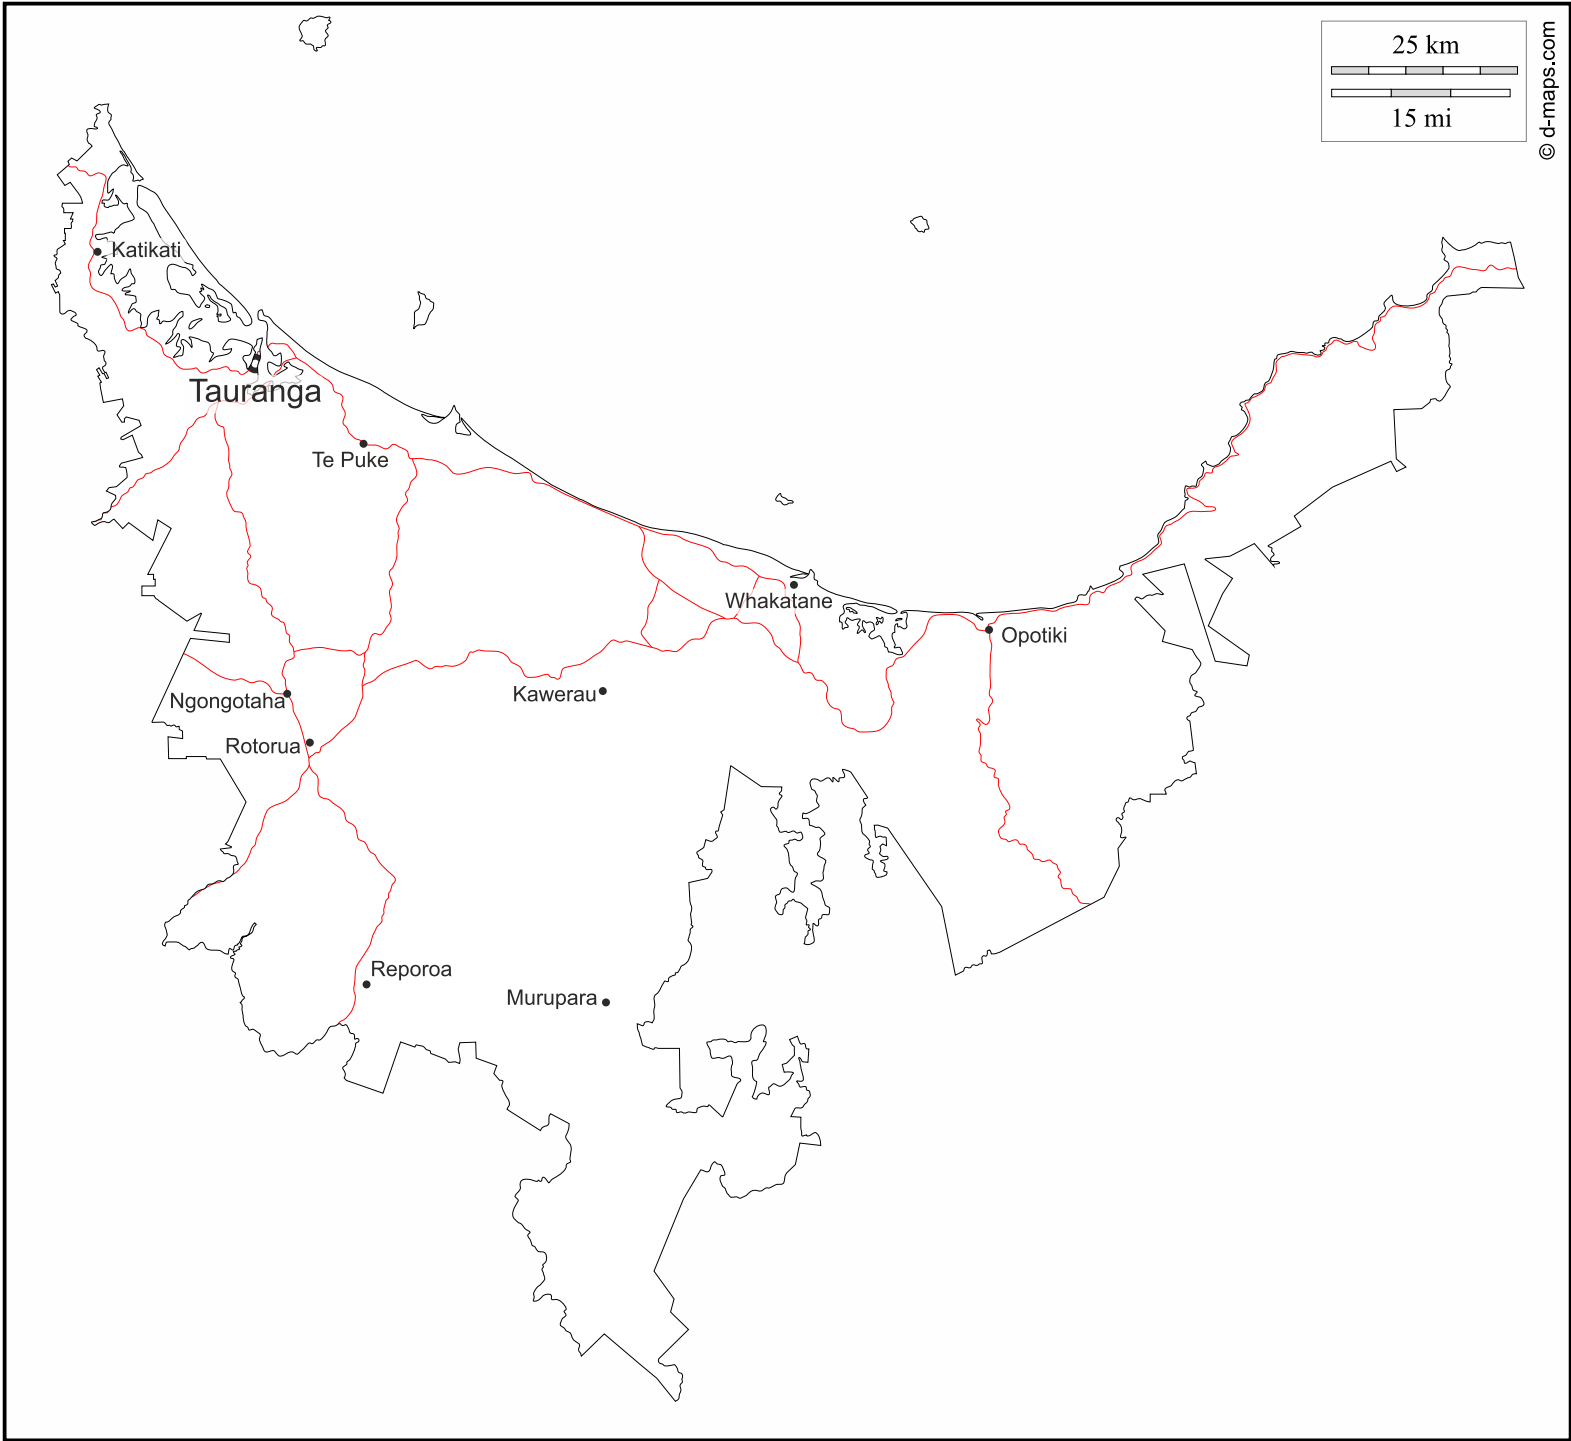 25 km
15 mi
© d-maps.com
Katikati
Tauranga
Te Puke
Whakatane
Opotiki
Ngongotaha
Kawerau
Rotorua
Reporoa
Murupara